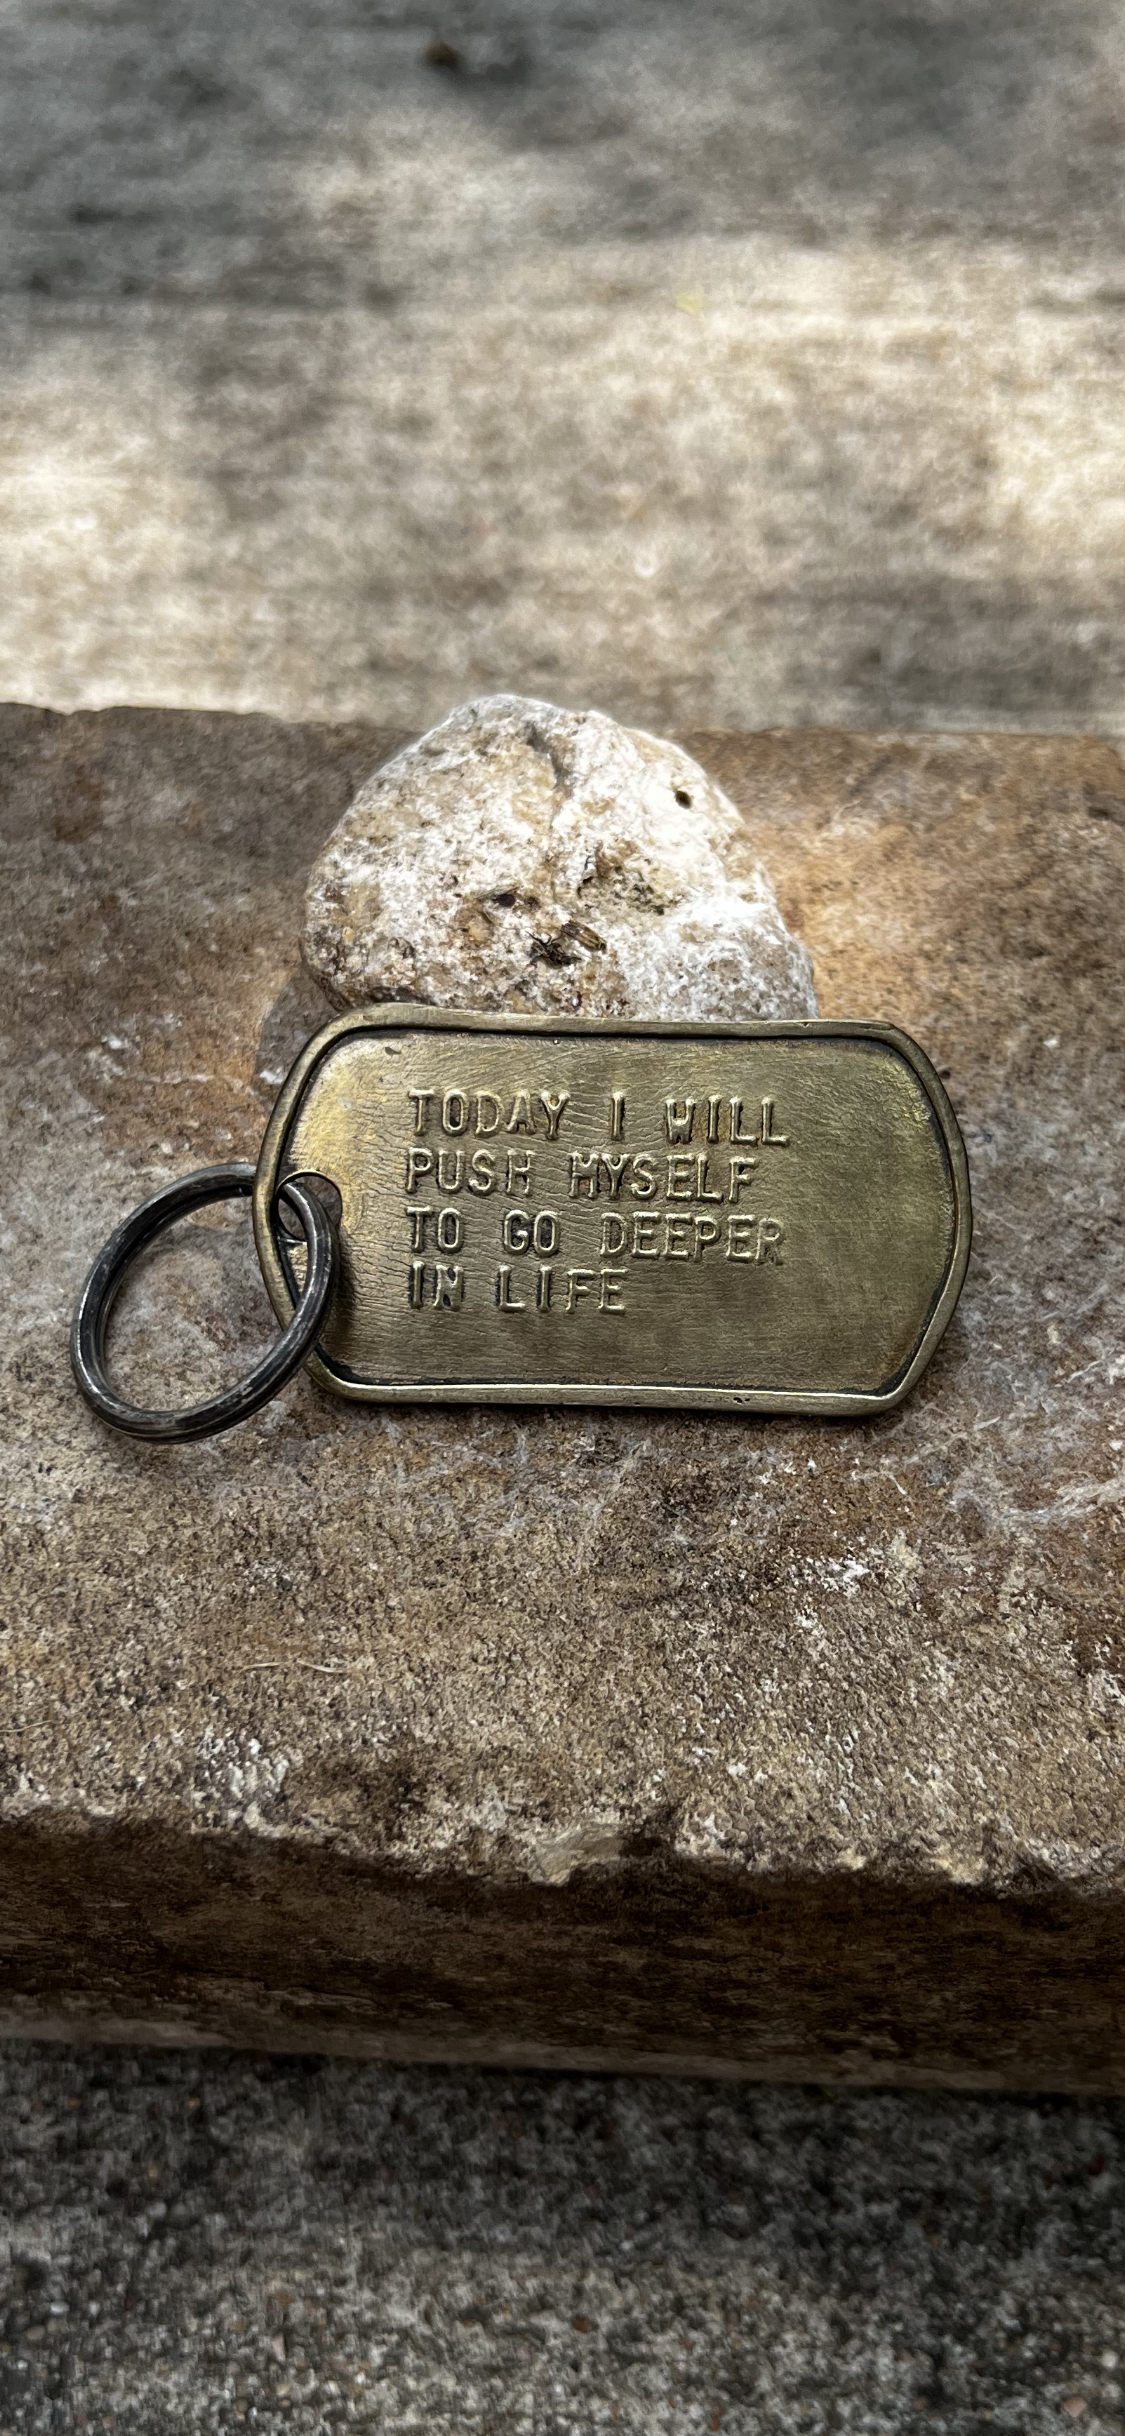 TODAY I WILL
PUSH MYSELF
TO GO DEEPER
IN LIFE